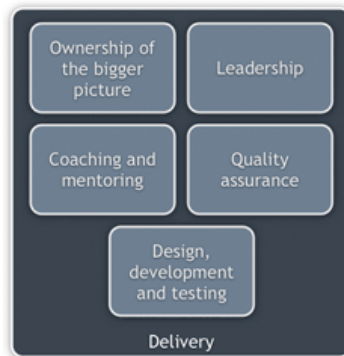 Ownership of
the bigger
picture
Leadership
Coaching and
mentoring
Quality
assurance
Design,
development
and testing
Delivery